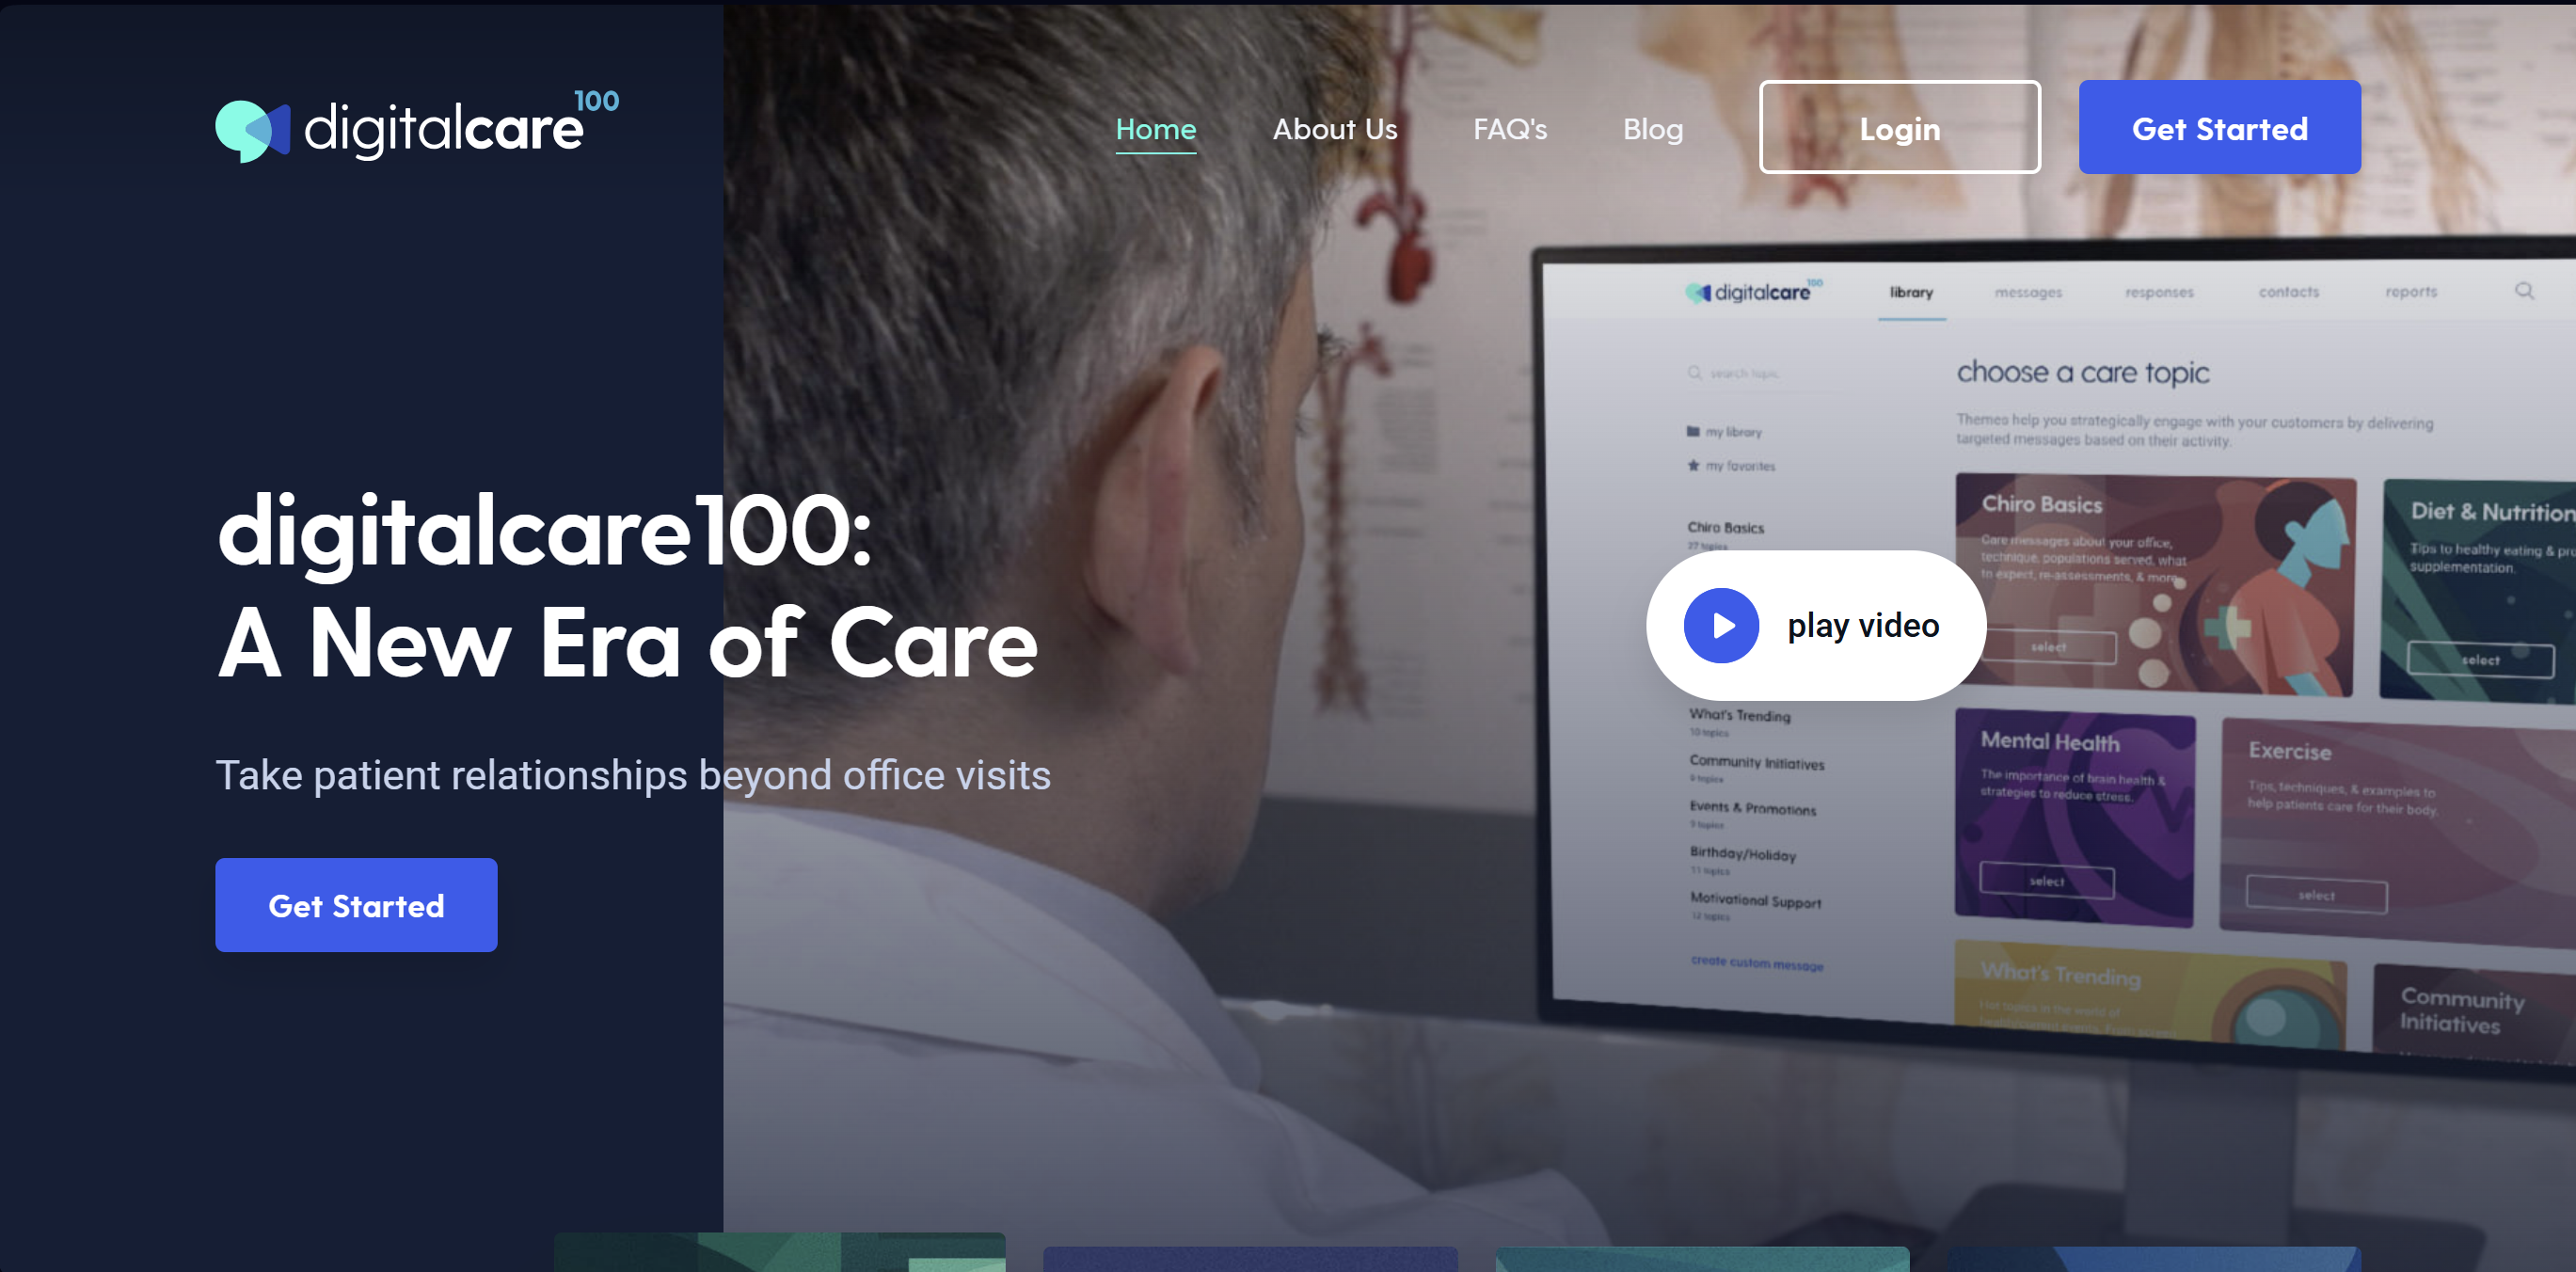 digitalcare100
Home
About Us
FAQ's
Blog
Login
Get Started
digitalcare100:
A New Era of Care
Take patient relationships beyond office visits
Get Started
play video
digitalcare100
library
messages
responses
contacts
reports
search topic
my library
my favorites
Chiro Basics
27 topics
What's Trending
10 topics
Community Initiatives
9 topics
Events & Promotions
9 topics
Birthday/Holiday
11 topics
Motivational Support
12 topics
create custom message
choose a care topic
Themes help you strategically engage with your customers by delivering
targeted messages based on their activity.
Chiro Basics
Care messages about your office,
technique, populations served, what
to expect, re-assessments, & more.
select
Diet & Nutrition
Tips to healthy eating & pro
supplementation.
select
Mental Health
The importance of brain health &
strategies to reduce stress.
select
Exercise
Tips, techniques, & examples to
help patients care for their body.
select
What's Trending
Hot topics in the world of
Community
Initiatives